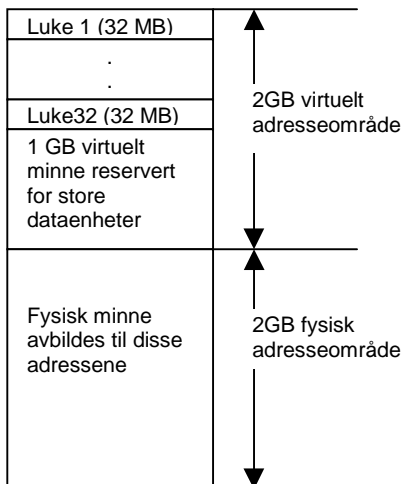 Luke 1 (32 MB)
.
.
Luke32 (32 MB)
1 GB virtuelt
minne reservert
for store
dataenheter
2GB virtuelt
adresseområde
Fysisk minne
avbildes til disse
adressene
2GB fysisk
adresseområde